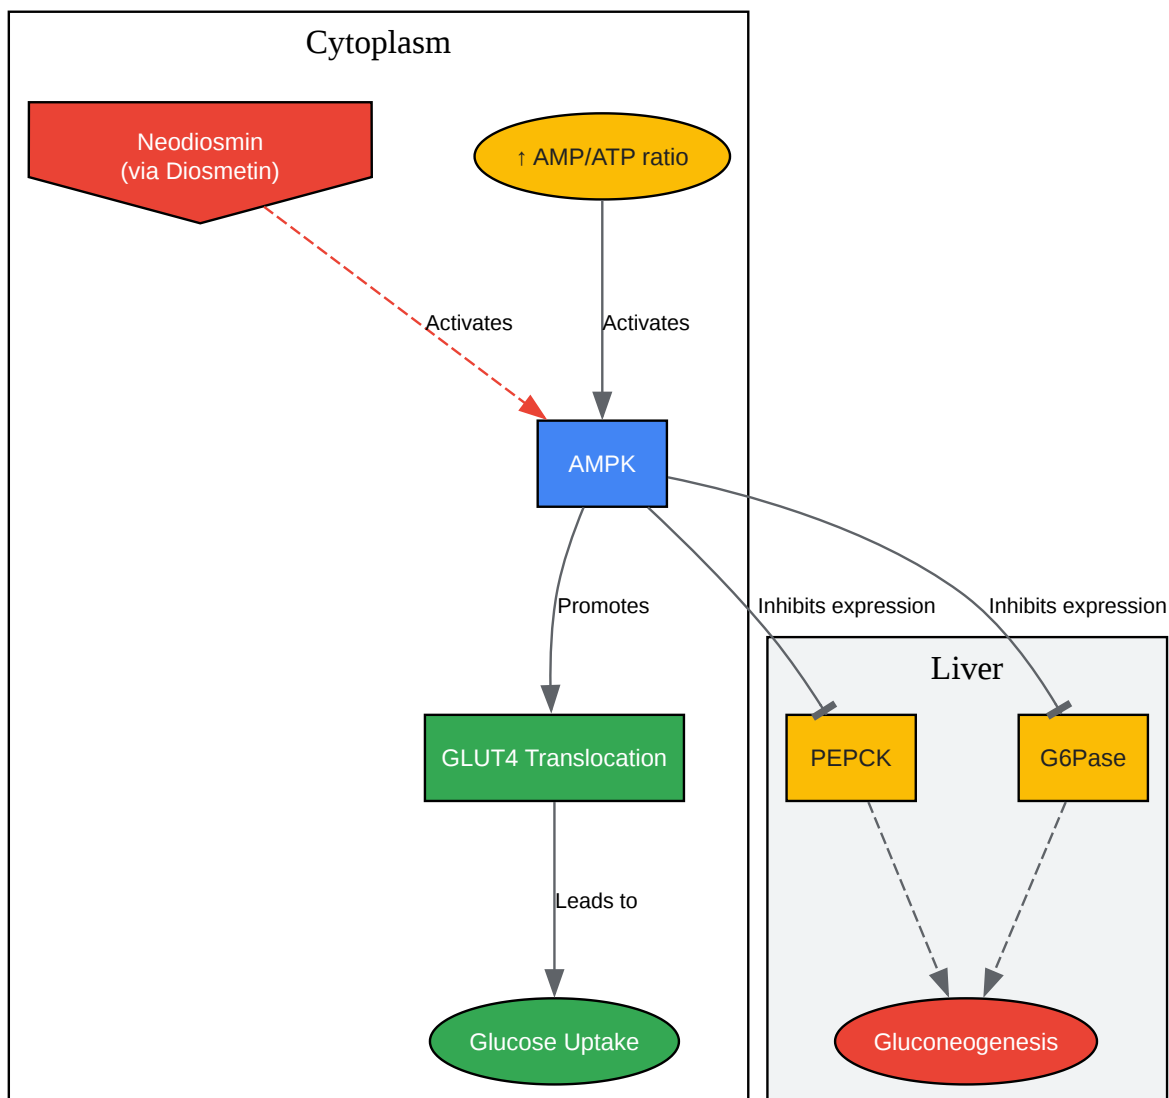 Cytoplasm
Neodiosmin
(via Diosmetin)
↑ AMP/ATP ratio
Activates
Activates
AMPK
Promotes
Inhibits expression
Inhibits expression
Liver
GLUT4 Translocation
PEPCK
G6Pase
Leads to
Glucose Uptake
Gluconeogenesis